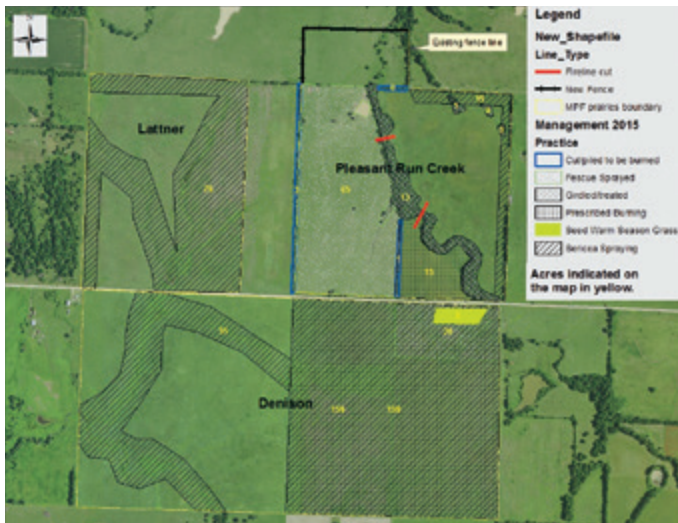 Legend
New_Shapefile
Line_Type
Fireline cut
New Fence
MPF prairies boundary
Management 2015
Practice
Cut/piled to be burned
Fescue Sprayed
Girdled/treated
Prescribed Burning
Seed Warm Season Grass
Sericea Spraying
Acres indicated on
the map in yellow.
Existing fence line
Lattner
Pleasant Run Creek
Denison